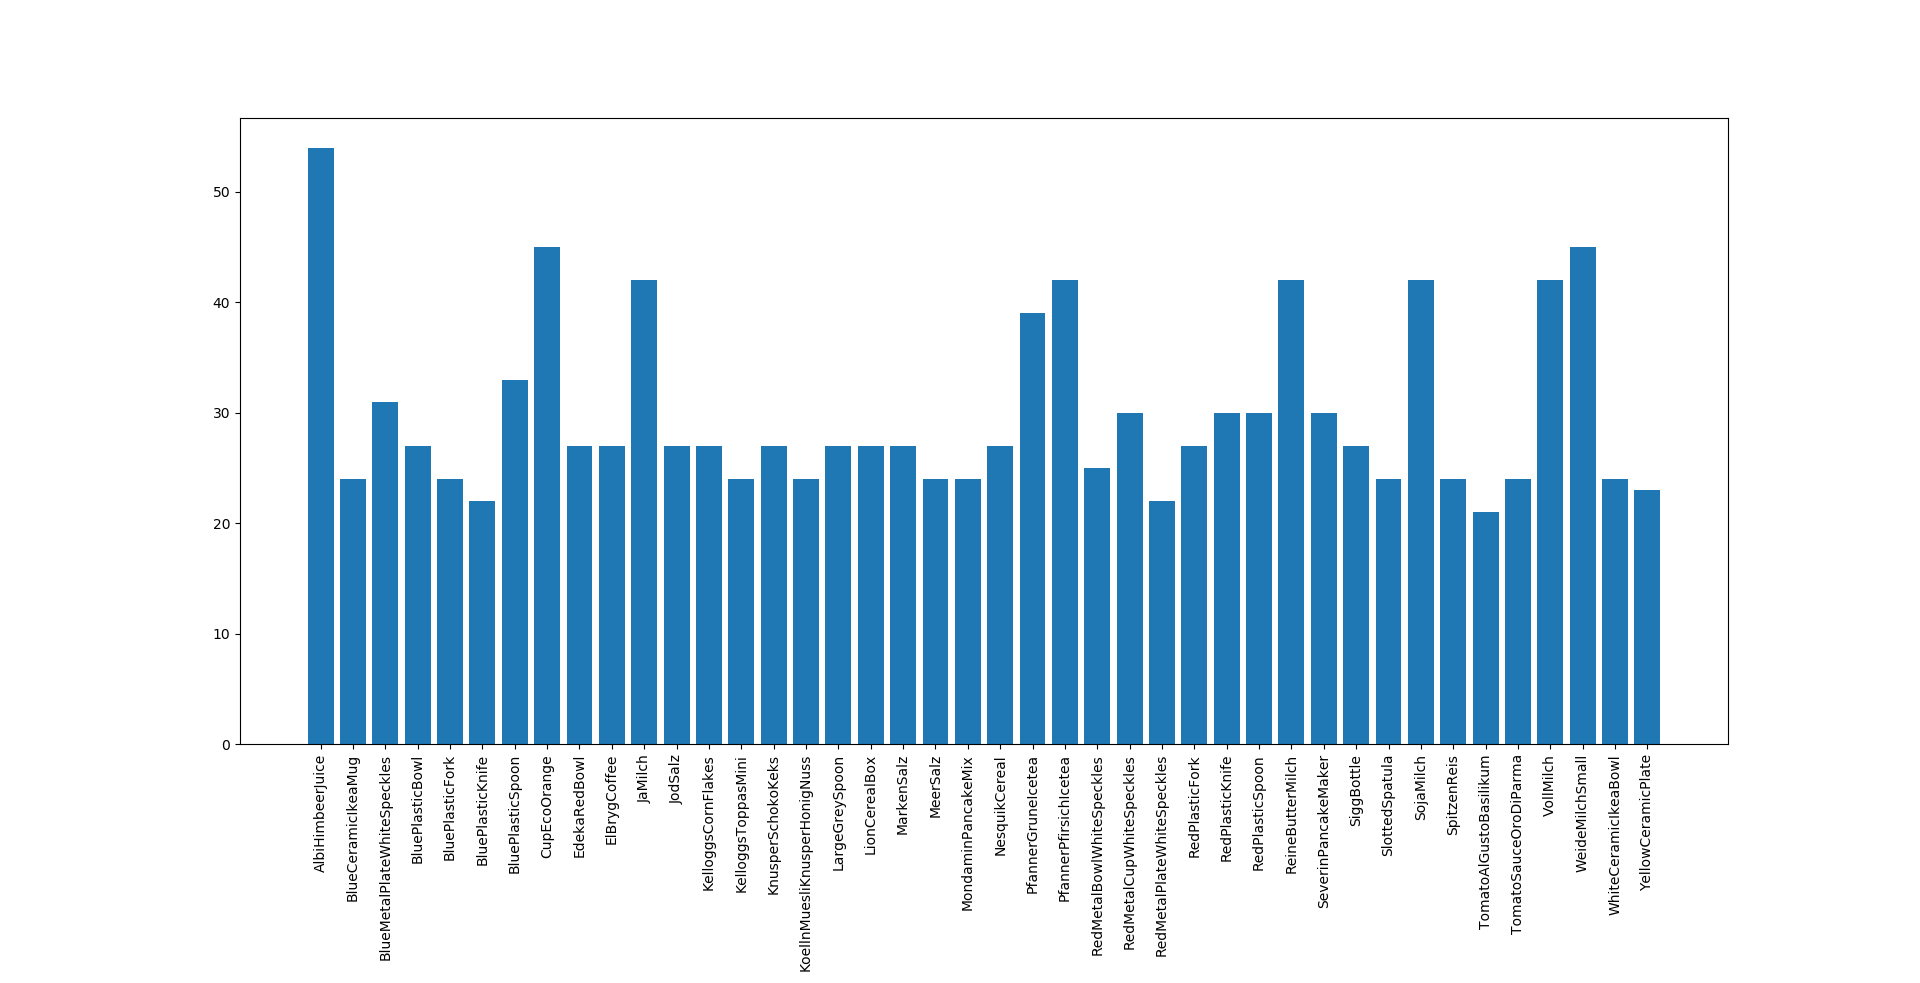 50
40
30
20
10
0
AlbiHimbeerJuice
BlueCeramicIkeaMug
BlueMetalPlateWhiteSpeckles
BluePlasticBowl
BluePlasticFork
BluePlasticKnife
BluePlasticSpoon
CupEcoOrange
EdekaRedBowl
ElBrygCoffee
JaMilch
JodSalz
KelloggsCornFlakes
KelloggsToppasMini
KnusperSchokoKeks
KoellnMuesliKnusperHonigNuss
LargeGreySpoon
LionCerealBox
MarkenSalz
MeerSalz
MondaminPancakeMix
NesquikCereal
PfannerGruneIcetea
PfannerPfirsichIcetea
RedMetalBowlWhiteSpeckles
RedMetalCupWhiteSpeckles
RedMetalPlateWhiteSpeckles
RedPlasticFork
RedPlasticKnife
RedPlasticSpoon
ReineButterMilch
SeverinPancakeMaker
SiggBottle
SlottedSpatula
SojaMilch
SpitzenReis
TomatoAlGustoBasilikum
TomatoSauceOroDiParma
VollMilch
WeideMilchSmall
WhiteCeramicIkeaBowl
YellowCeramicPlate